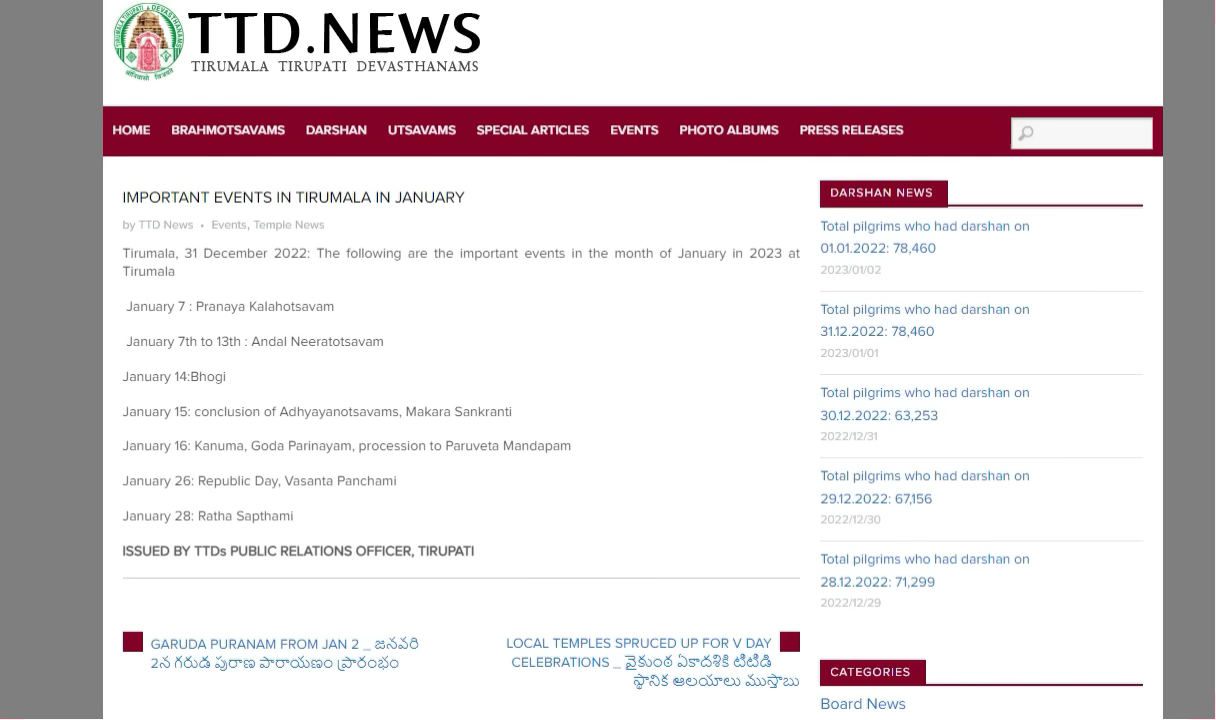 TTD.NEWS
TIRUMALA TIRUPATI DEVASTHANAMS
HOME BRAHMOTSAVAMS DARSHAN UTSAVAMS SPECIAL ARTICLES EVENTS PHOTO ALBUMS PRESS RELEASES
IMPORTANT EVENTS IN TIRUMALA IN JANUARY
by TTD News • Events, Temple News
Tirumala, 31 December 2022: The following are the important events in the month of January in 2023 at
Tirumala
January 7 : Pranaya Kalahotsavam
January 7th to 13th : Andal Neeratotsavam
January 14:Bhogi
January 15: conclusion of Adhyayanotsavams, Makara Sankranti
January 16: Kanuma, Goda Parinayam, procession to Paruveta Mandapam
January 26: Republic Day, Vasanta Panchami
January 28: Ratha Sapthami
ISSUED BY TTDs PUBLIC RELATIONS OFFICER, TIRUPATI
GARUDA PURANAM FROM JAN 2 _ జనవరి
2న గరుడ పురాణ పారాయణం ప్రారంభం
LOCAL TEMPLES SPRUCED UP FOR V DAY
CELEBRATIONS _ వైకుంఠ ఏకాదశికి టిటిడి
స్థానిక ఆలయాలు ముస్తాబు
DARSHAN NEWS
Total pilgrims who had darshan on
01.01.2022: 78,460
2023/01/02
Total pilgrims who had darshan on
31.12.2022: 78,460
2023/01/01
Total pilgrims who had darshan on
30.12.2022: 63,253
2022/12/31
Total pilgrims who had darshan on
29.12.2022: 67,156
2022/12/30
Total pilgrims who had darshan on
28.12.2022: 71,299
2022/12/29
CATEGORIES
Board News